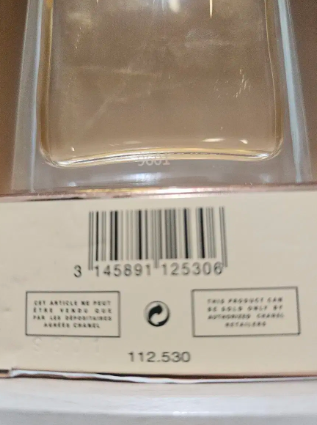 5601
3 145891 125306
CET ARTICLE NE PEUT
ÊTRE VENDU QUE
PAR LES DÉPOSITAIRES
AGRÉÉS CHANEL
THIS PRODUCT CAN
BE SOLD ONLY BY
AUTHORIZED CHANEL
RETAILERS
112.530